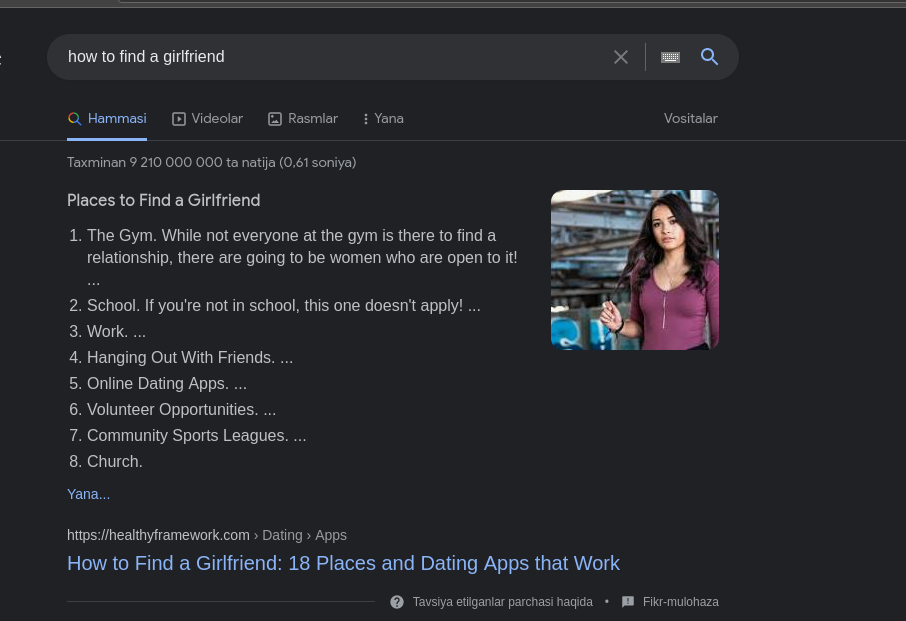 how to find a girlfriend
Hammasi Videolar Rasmlar Yana Vositalar
Taxminan 9 210 000 000 ta natija (0,61 soniya)
Places to Find a Girlfriend
1. The Gym. While not everyone at the gym is there to find a
relationship, there are going to be women who are open to it!
...
2. School. If you're not in school, this one doesn't apply! ...
3. Work. ...
4. Hanging Out With Friends. ...
5. Online Dating Apps. ...
6. Volunteer Opportunities. ...
7. Community Sports Leagues. ...
8. Church.
Yana...
https://healthyframework.com › Dating › Apps
How to Find a Girlfriend: 18 Places and Dating Apps that Work
Tavsiya etilganlar parchasi haqida • Fikr-mulohaza